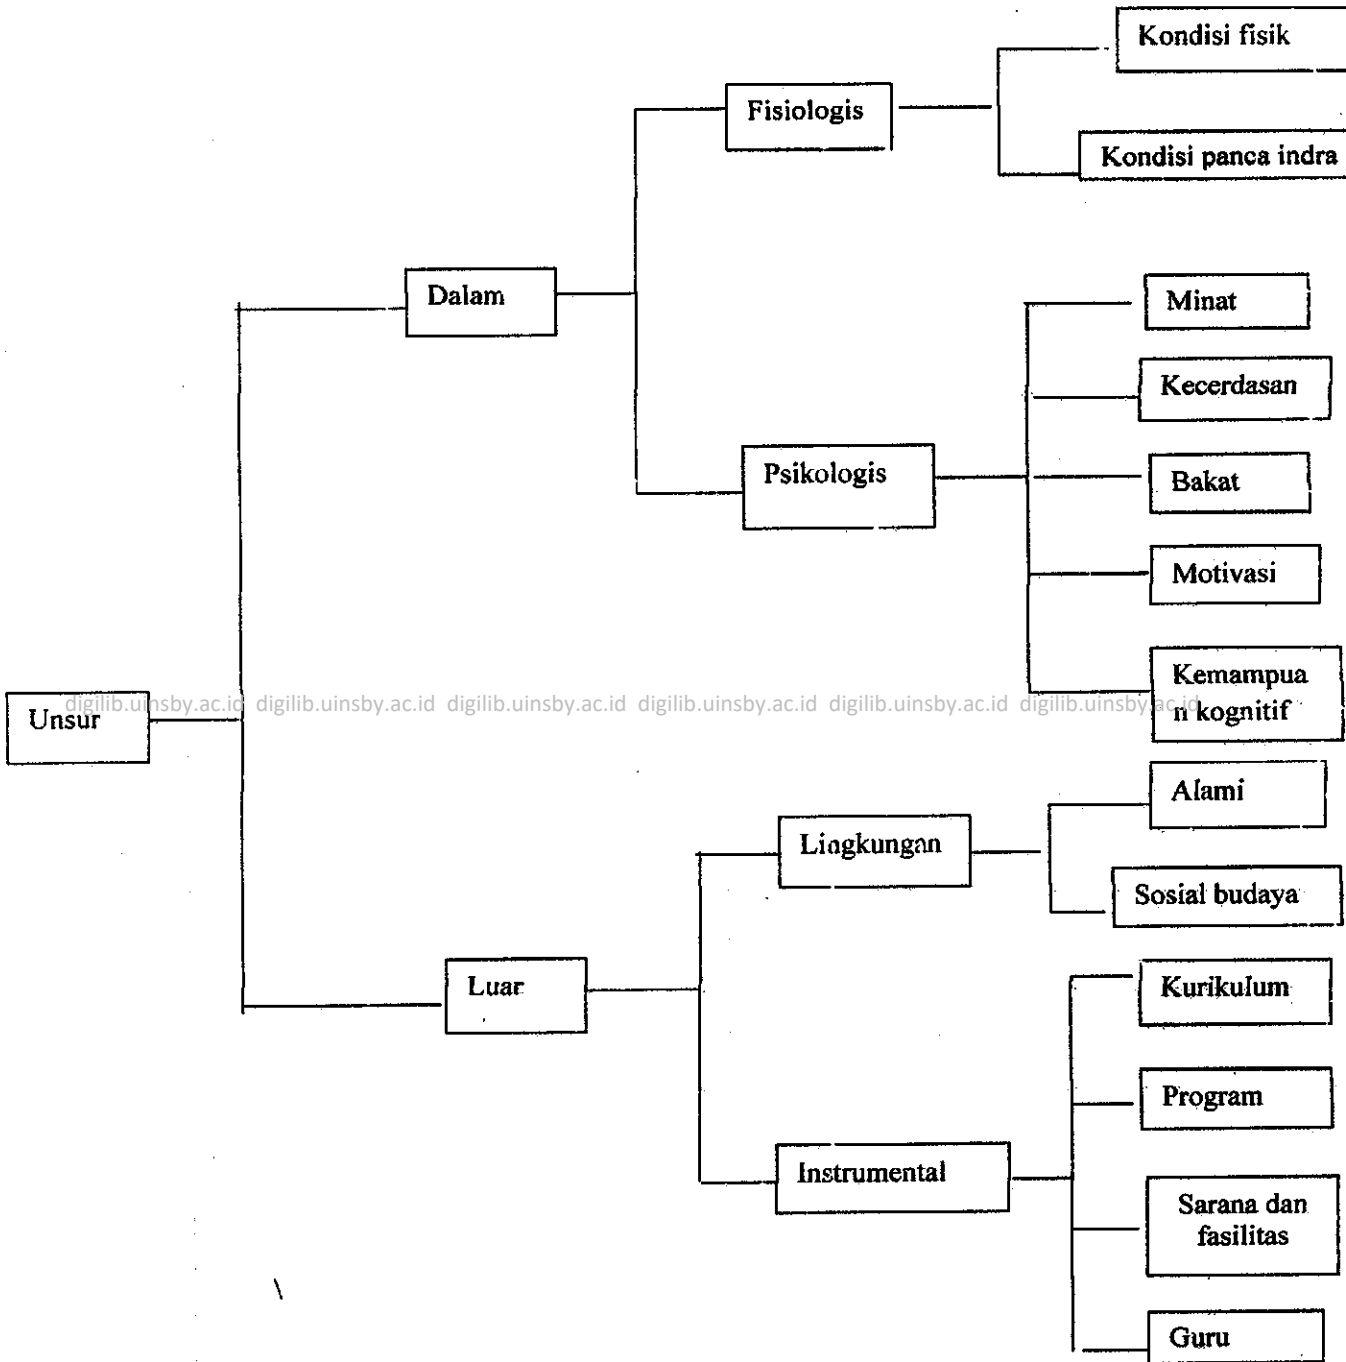 Kondisi fisik
Fisiologis
Kondisi panca indra
Dalam
Minat
Kecerdasan
Psikologis
Bakat
Motivasi
Kemampua
n kognitif
digilib.uinsby.ac.id digilib.uinsby.ac.id digilib.uinsby.ac.id digilib.uinsby.ac.id digilib.uinsby.ac.id digilib.uinsby.ac.id
Unsur
Alami
Lingkungan
Sosial budaya
Luar
Kurikulum
Program
Instrumental
Sarana dan
fasilitas
Guru